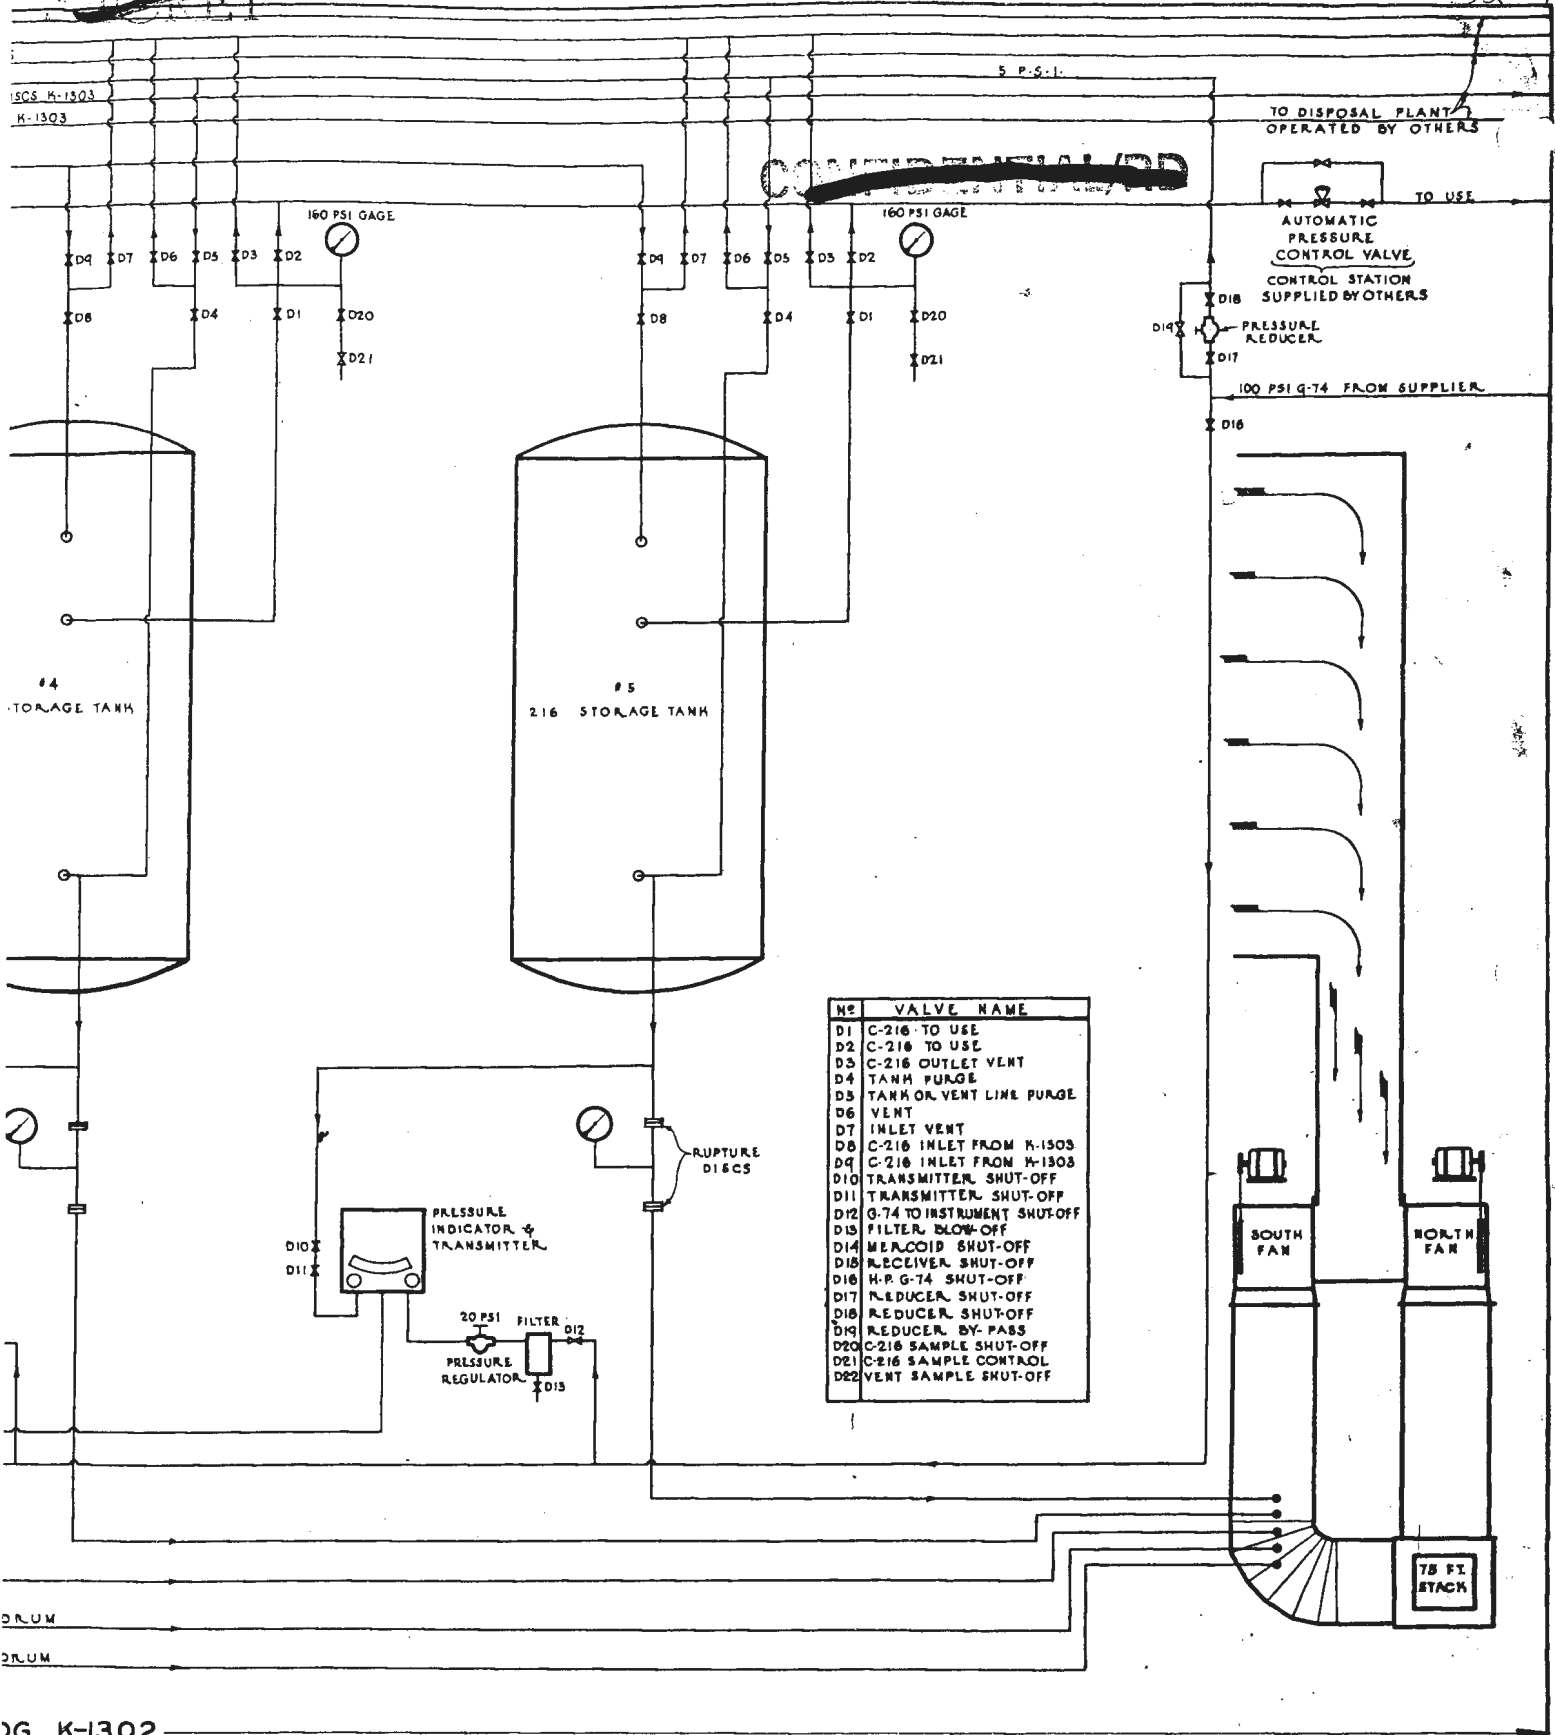 5 P.S.I.
ISCS K-1303
K-1303
TO DISPOSAL PLANT
OPERATED BY OTHERS
CONFIDENTIAL/RD
TO USE
AUTOMATIC
PRESSURE
CONTROL VALVE
CONTROL STATION
SUPPLIED BY OTHERS
160 PSI GAGE
160 PSI GAGE
D9 D7 D6 D5 D3 D2
D9 D7 D6 D5 D3 D2
D8 D4 D1 D20
D8 D4 D1 D20
D21
D21
D18
D19
PRESSURE
REDUCER
D17
100 PSI G-74 FROM SUPPLIER
D16
#4
TORAGE TANK
#5
216 STORAGE TANK
Nº VALVE NAME
D1 C-216 TO USE
D2 C-216 TO USE
D3 C-216 OUTLET VENT
D4 TANK PURGE
D5 TANK OR VENT LINE PURGE
D6 VENT
D7 INLET VENT
D8 C-216 INLET FROM K-1303
D9 C-216 INLET FROM K-1303
D10 TRANSMITTER SHUT-OFF
D11 TRANSMITTER SHUT-OFF
D12 G-74 TO INSTRUMENT SHUT-OFF
D13 FILTER BLOW-OFF
D14 MERCOID SHUT-OFF
D15 RECEIVER SHUT-OFF
D16 H.P. G-74 SHUT-OFF
D17 REDUCER SHUT-OFF
D18 REDUCER SHUT-OFF
D19 REDUCER BY-PASS
D20 C-216 SAMPLE SHUT-OFF
D21 C-216 SAMPLE CONTROL
D22 VENT SAMPLE SHUT-OFF
RUPTURE
DISCS
PRESSURE
INDICATOR &
TRANSMITTER
D10
D11
20 PSI
FILTER
D12
PRESSURE
REGULATOR
D13
SOUTH
FAN
NORTH
FAN
75 FT.
STACK
DRUM
DRUM
DG K-1302